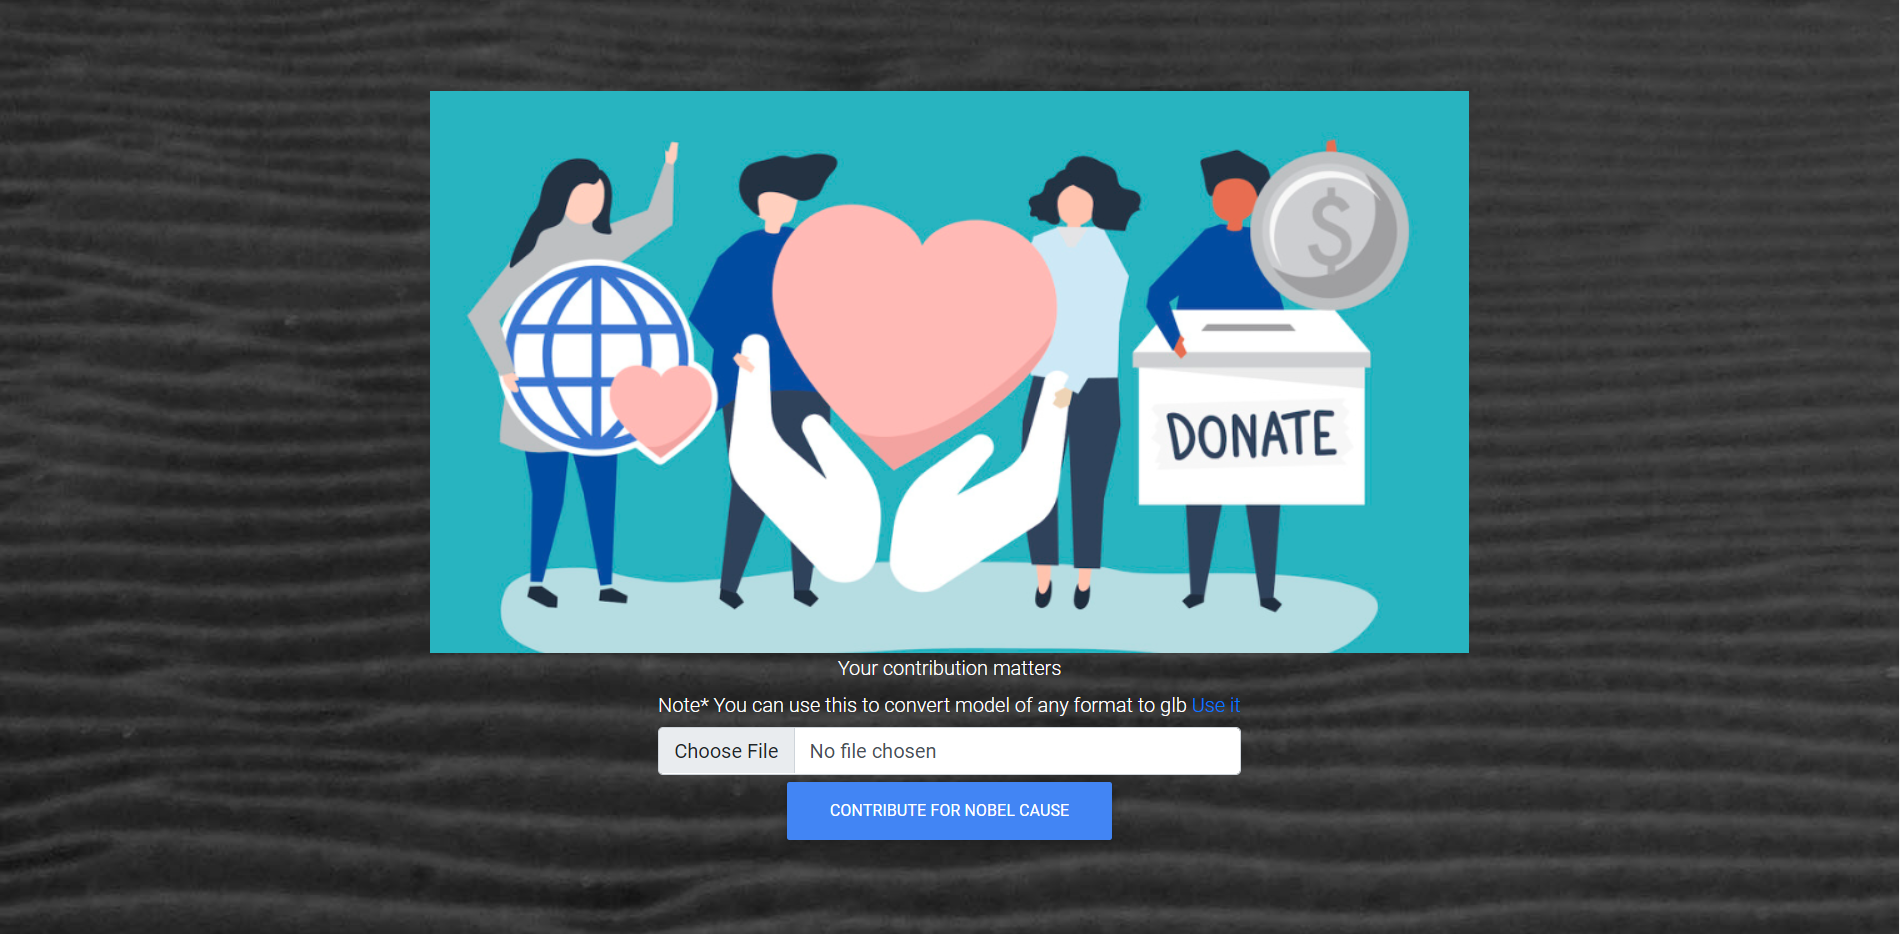 $
DONATE
Your contribution matters
Note* You can use this to convert model of any format to glb Use it
Choose File No file chosen
CONTRIBUTE FOR NOBEL CAUSE